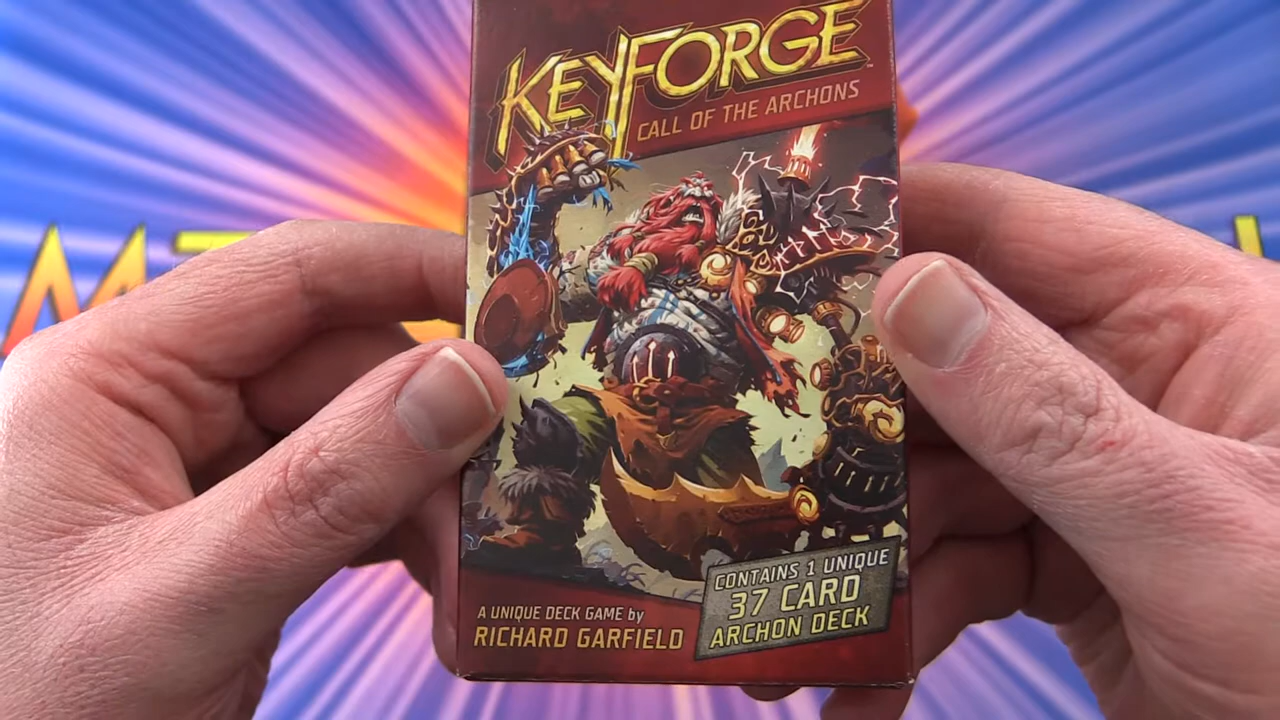 KEYFORGE
CALL OF THE ARCHONS
CONTAINS 1 UNIQUE
37 CARD
ARCHON DECK
A UNIQUE DECK GAME by
RICHARD GARFIELD